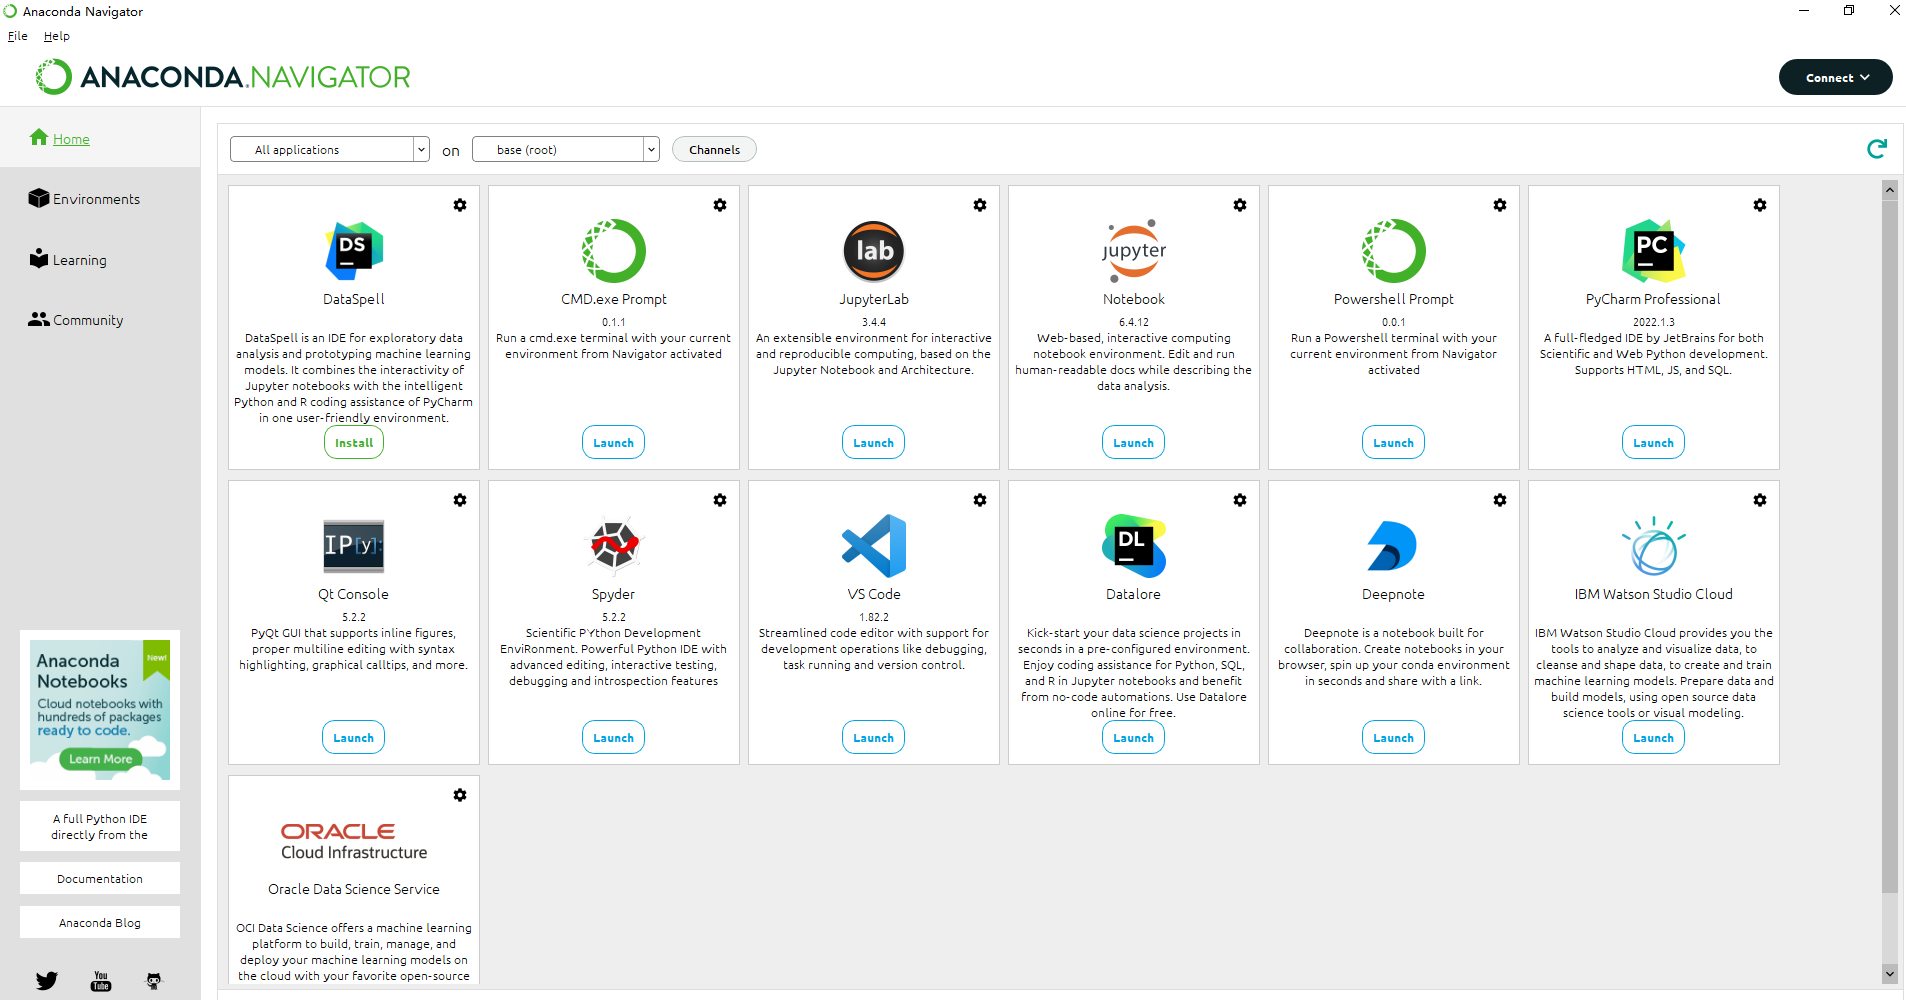 Anaconda Navigator
File Help
ANACONDA.NAVIGATOR
Connect
Home
Environments
Learning
Community
Anaconda
Notebooks
New!
Cloud notebooks with
hundreds of packages
ready to code.
Learn More
A full Python IDE
directly from the
Documentation
Anaconda Blog
You
Tube
All applications on base (root) Channels
DS
DataSpell
DataSpell is an IDE for exploratory data
analysis and prototyping machine learning
models. It combines the interactivity of
Jupyter notebooks with the intelligent
Python and R coding assistance of PyCharm
in one user-friendly environment.
Install
CMD.exe Prompt
0.1.1
Run a cmd.exe terminal with your current
environment from Navigator activated
Launch
lab
JupyterLab
3.4.4
An extensible environment for interactive
and reproducible computing, based on the
Jupyter Notebook and Architecture.
Launch
jupyter
Notebook
6.4.12
Web-based, interactive computing
notebook environment. Edit and run
human-readable docs while describing the
data analysis.
Launch
Powershell Prompt
0.0.1
Run a Powershell terminal with your
current environment from Navigator
activated
Launch
PC
PyCharm Professional
2022.1.3
A full-fledged IDE by JetBrains for both
Scientific and Web Python development.
Supports HTML, JS, and SQL.
Launch
IP[y]:
Qt Console
5.2.2
PyQt GUI that supports inline figures,
proper multiline editing with syntax
highlighting, graphical calltips, and more.
Launch
Spyder
5.2.2
Scientific PYthon Development
EnviRonment. Powerful Python IDE with
advanced editing, interactive testing,
debugging and introspection features
Launch
VS Code
1.82.2
Streamlined code editor with support for
development operations like debugging,
task running and version control.
Launch
DL
Datalore
Kick-start your data science projects in
seconds in a pre-configured environment.
Enjoy coding assistance for Python, SQL,
and R in Jupyter notebooks and benefit
from no-code automations. Use Datalore
online for free.
Launch
Deepnote
Deepnote is a notebook built for
collaboration. Create notebooks in your
browser, spin up your conda environment
in seconds and share with a link.
Launch
IBM Watson Studio Cloud
IBM Watson Studio Cloud provides you the
tools to analyze and visualize data, to
cleanse and shape data, to create and train
machine learning models. Prepare data and
build models, using open source data
science tools or visual modeling.
Launch
ORACLE
Cloud Infrastructure
Oracle Data Science Service
OCI Data Science offers a machine learning
platform to build, train, manage, and
deploy your machine learning models on
the cloud with your favorite open-source